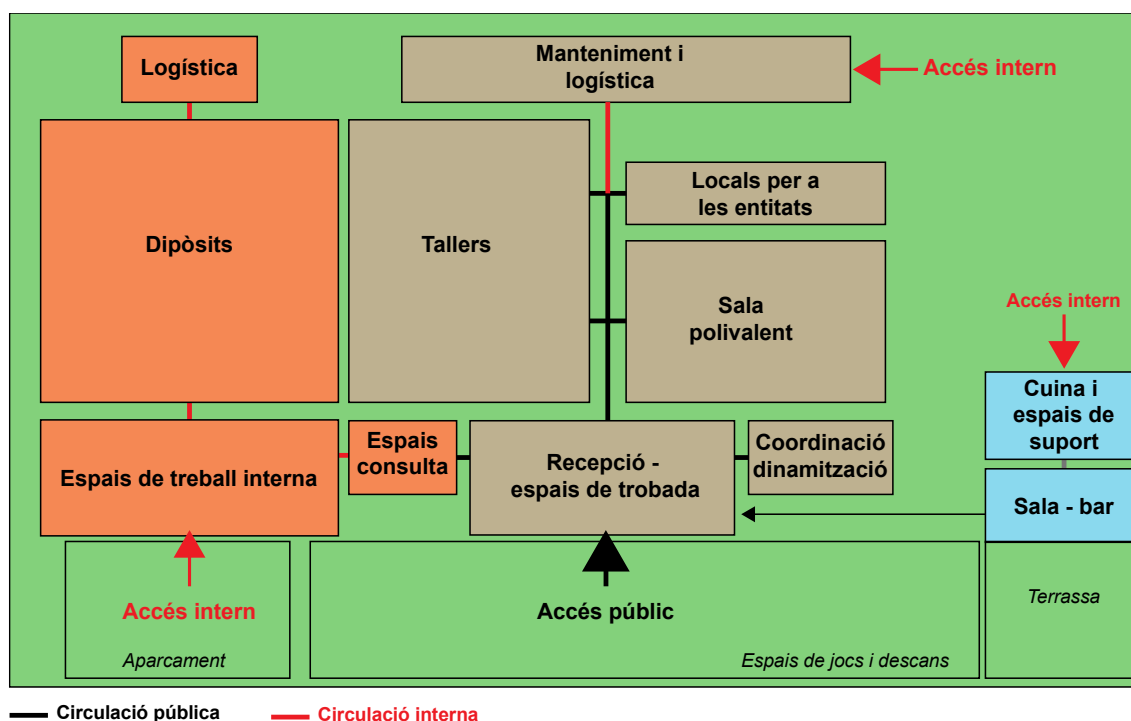 Logística
Manteniment i
logística
Accés intern
Locals per a
les entitats
Dipòsits
Tallers
Sala
polivalent
Accés intern
Cuina i
espais de
suport
Espais de treball interna
Espais
consulta
Recepció -
espais de trobada
Coordinació
dinamització
Sala - bar
Accés intern
Accés públic
Terrassa
Aparcament
Espais de jocs i descans
Circulació pública
Circulació interna